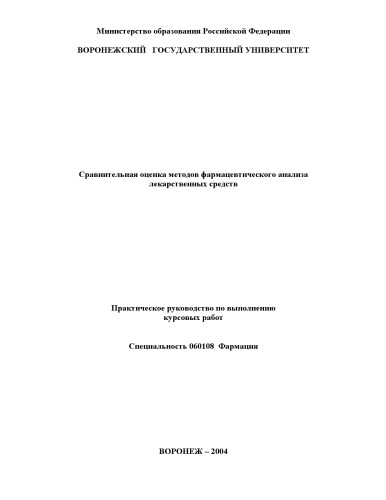 Министерство образования Российской Федерации
ВОРОНЕЖСКИЙ ГОСУДАРСТВЕННЫЙ УНИВЕРСИТЕТ
Сравнительная оценка методов фармацевтического анализа
лекарственных средств
Практическое руководство по выполнению
курсовых работ
Специальность 060108 Фармация
ВОРОНЕЖ – 2004